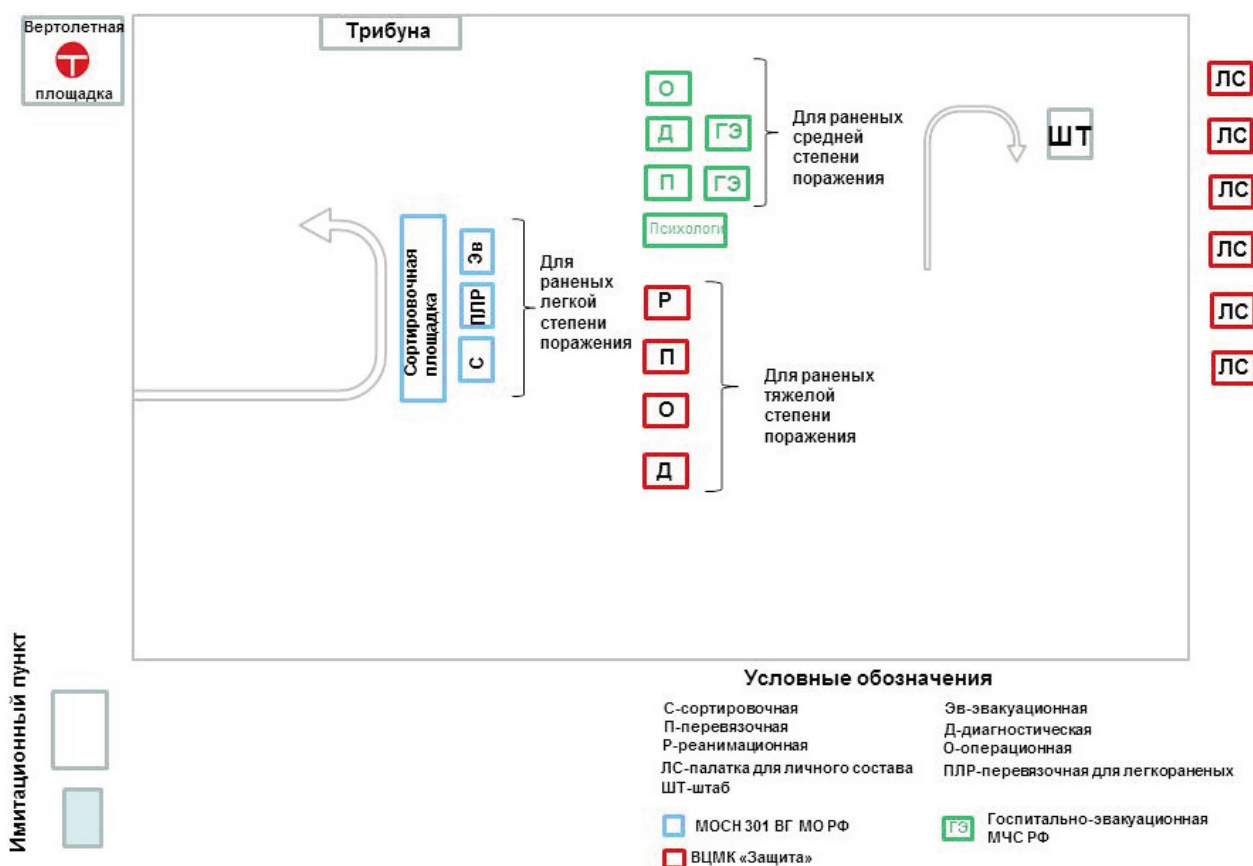 Вертолетная
Т
площадка
Трибуна
О
Д
ГЭ
П
ГЭ
Психологи
Для раненых
средней
степени
поражения
ШТ
ЛС
ЛС
ЛС
ЛС
ЛС
ЛС
Сортировочная
площадка
Эв
ПЛР
С
Для
раненых
легкой
степени
поражения
Р
П
О
Д
Для раненых
тяжелой
степени
поражения
Имитационный пункт
Условные обозначения
С-сортировочная
П-перевязочная
Р-реанимационная
ЛС-палатка для личного состава
ШТ-штаб
Эв-эвакуационная
Д-диагностическая
О-операционная
ПЛР-перевязочная для легкораненых
МОСН 301 ВГ МО РФ
ВЦМК «Защита»
ГЭ
Госпитально-эвакуационная
МЧС РФ